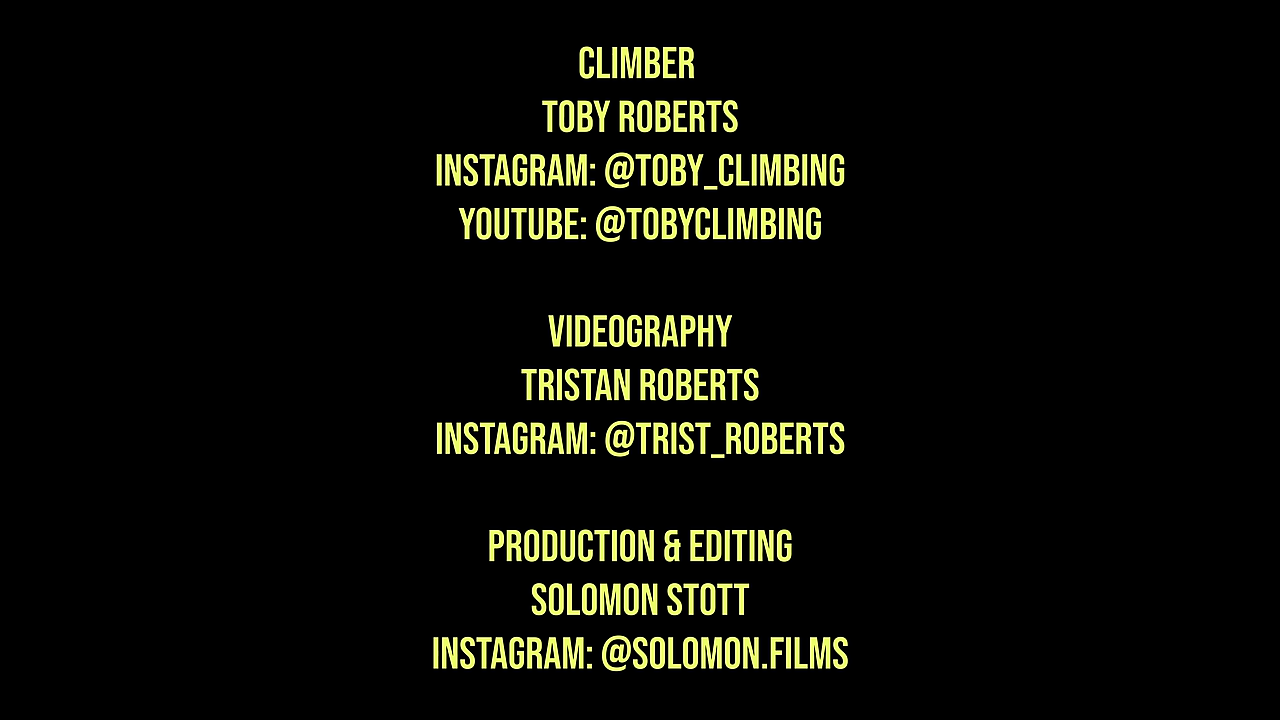 CLIMBER
TOBY ROBERTS
INSTAGRAM: @TOBY_CLIMBING
YOUTUBE: @TOBYCLIMBING
VIDEOGRAPHY
TRISTAN ROBERTS
INSTAGRAM: @TRIST_ROBERTS
PRODUCTION & EDITING
SOLOMON STOTT
INSTAGRAM: @SOLOMON.FILMS